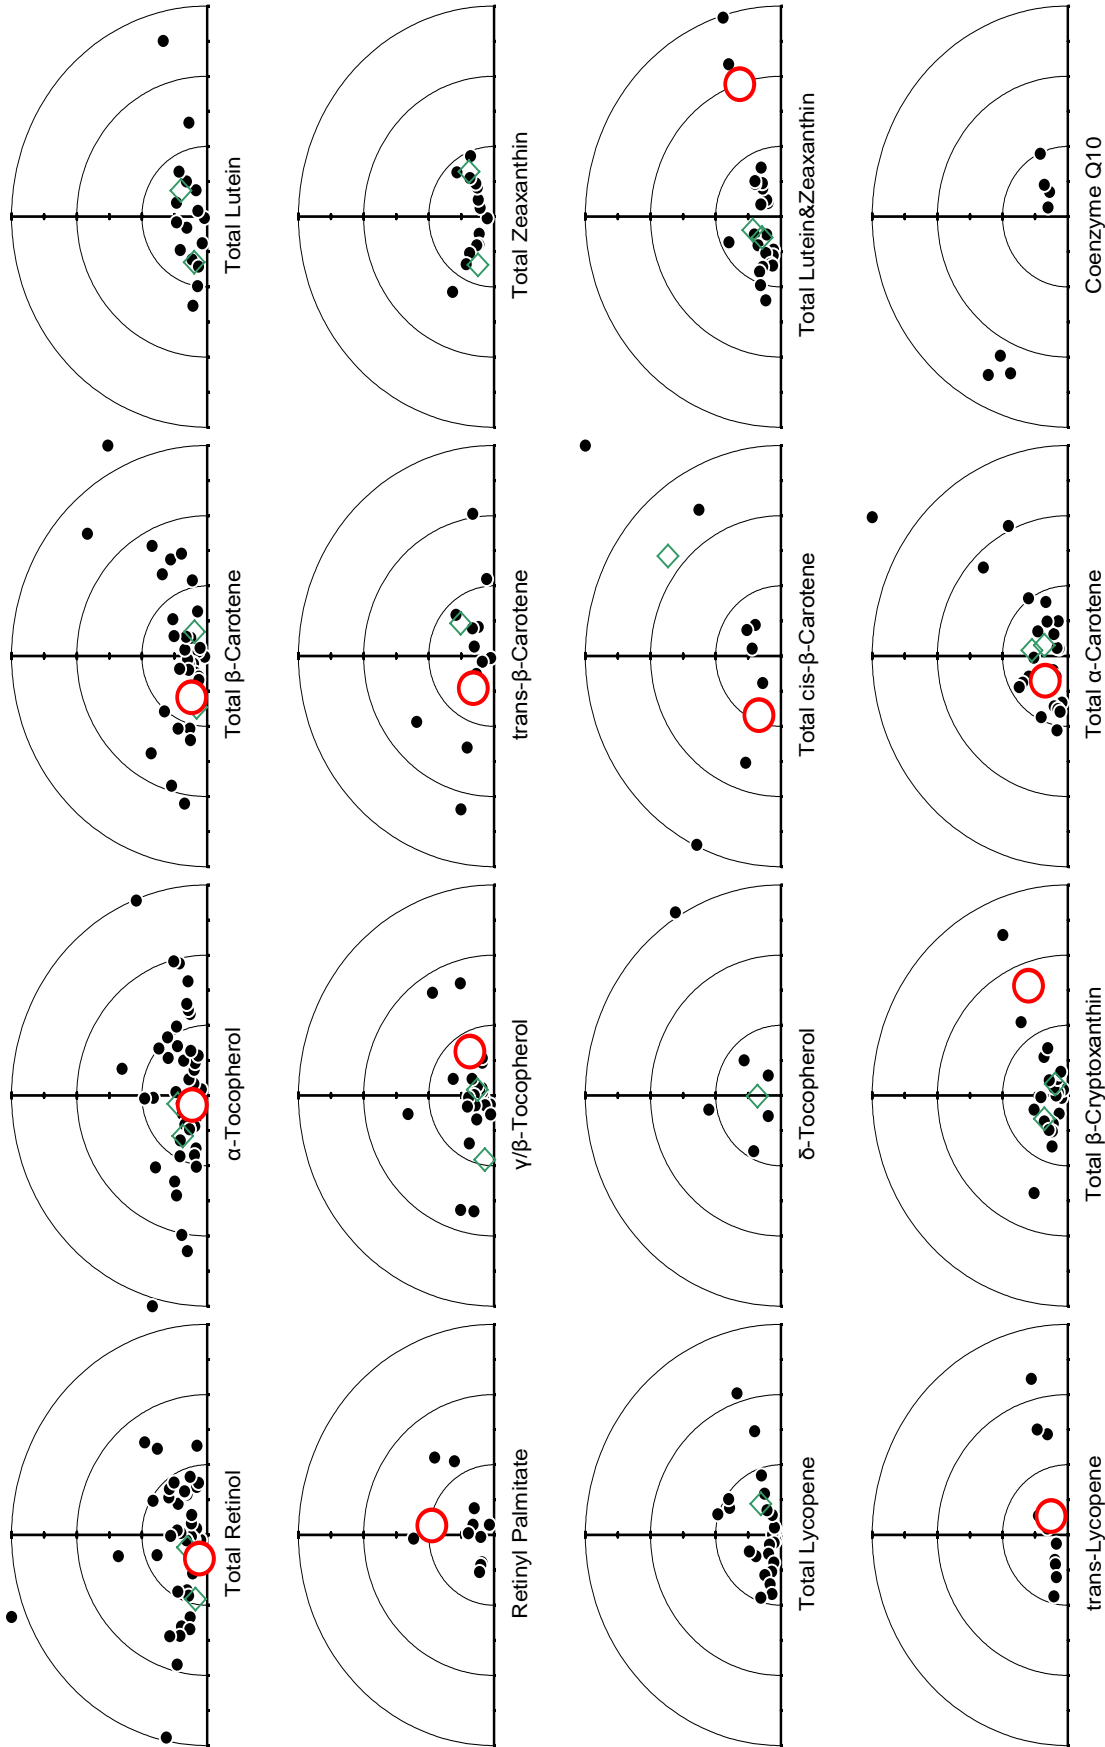 Total Retinol
α-Tocopherol
Total β-Carotene
Total Lutein
Retinyl Palmitate
γ/β-Tocopherol
trans-β-Carotene
Total Zeaxanthin
Total Lycopene
δ-Tocopherol
Total cis-β-Carotene
Total Lutein&Zeaxanthin
trans-Lycopene
Total β-Cryptoxanthin
Total α-Carotene
Coenzyme Q10